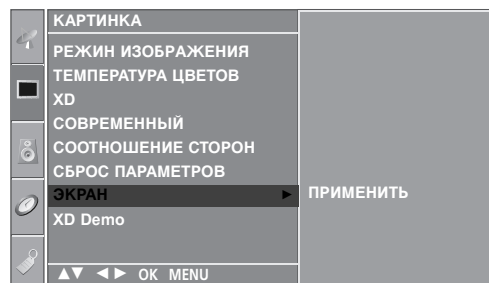 КАРТИНКА
РЕЖИН ИЗОБРАЖЕНИЯ
ТЕМПЕРАТУРА ЦВЕТОВ
XD
СОВРЕМЕННЫЙ
СООТНОШЕНИЕ СТОРОН
СБРОС ПАРАМЕТРОВ
ЭКРАН ► ПРИМЕНИТЬ
XD Demo
▲▼ ◄► OK MENU